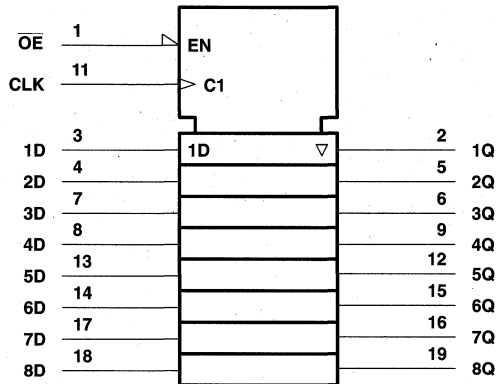 OE 1 EN
CLK 11 C1
1D 3 1D 2 1Q
2D 4 5 2Q
3D 7 6 3Q
4D 8 9 4Q
5D 13 12 5Q
6D 14 15 6Q
7D 17 16 7Q
8D 18 19 8Q